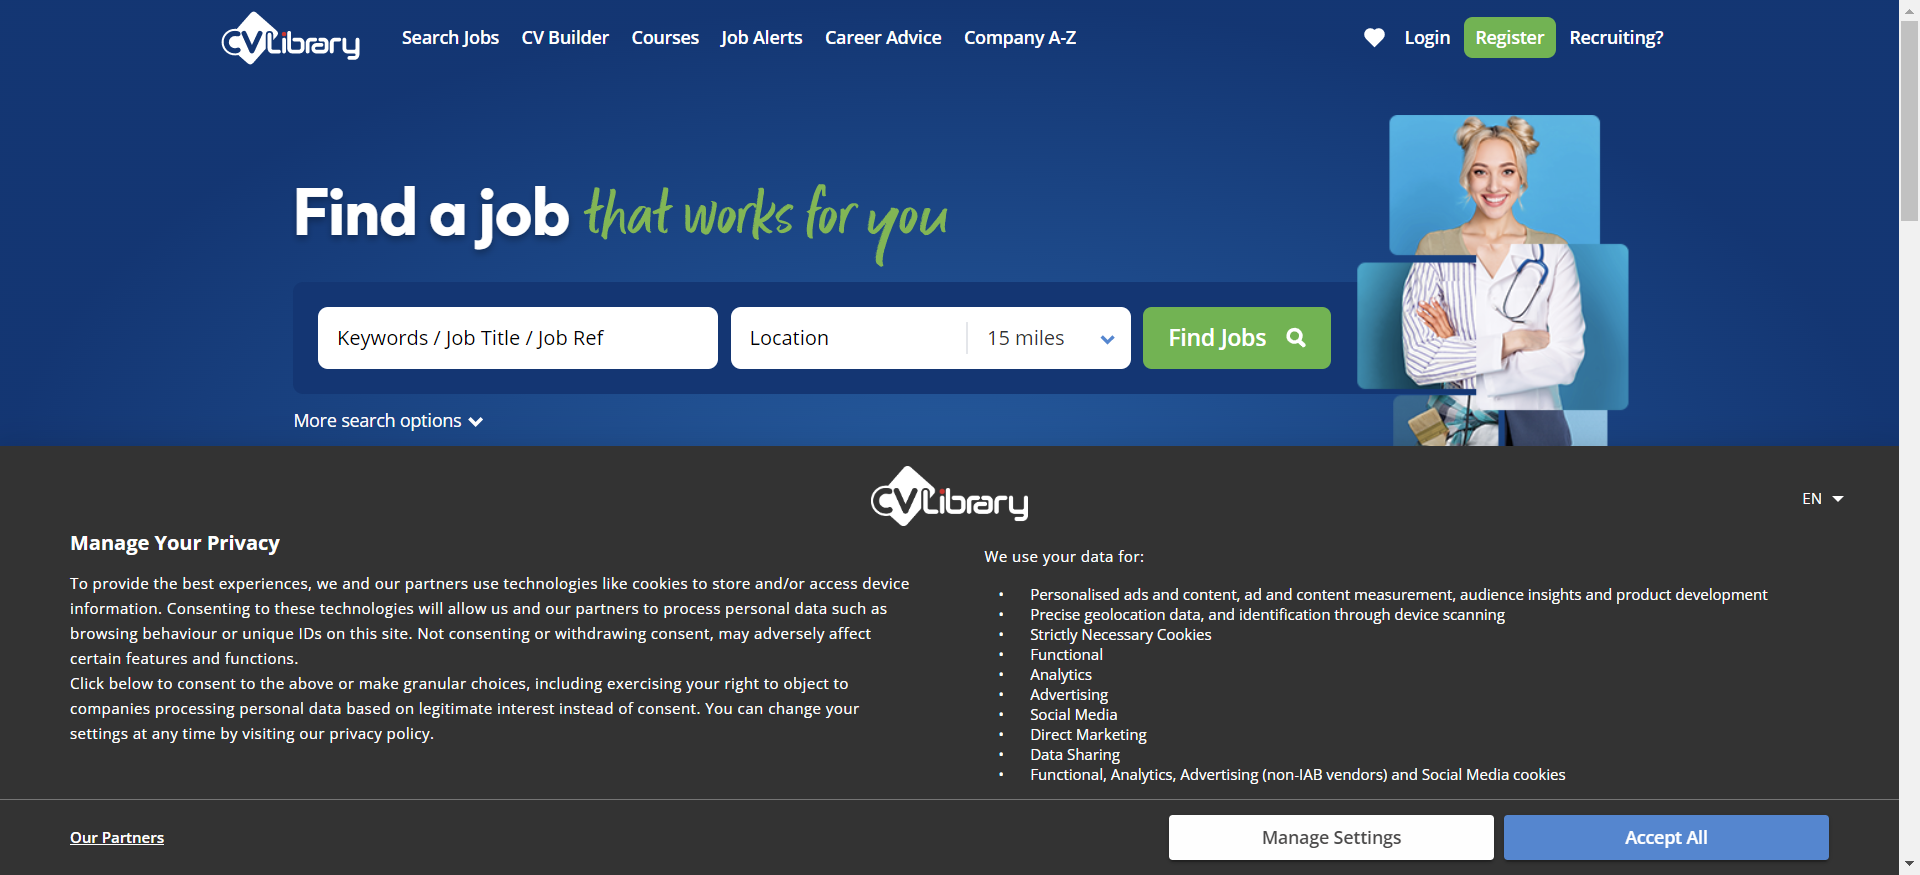 CVLibrary
Search Jobs
CV Builder
Courses
Job Alerts
Career Advice
Company A-Z
Login
Register
Recruiting?
Find a job that works for you
Keywords / Job Title / Job Ref
Location
15 miles
Find Jobs
More search options
CVLibrary
EN
Manage Your Privacy
To provide the best experiences, we and our partners use technologies like cookies to store and/or access device
information. Consenting to these technologies will allow us and our partners to process personal data such as
browsing behaviour or unique IDs on this site. Not consenting or withdrawing consent, may adversely affect
certain features and functions.
Click below to consent to the above or make granular choices, including exercising your right to object to
companies processing personal data based on legitimate interest instead of consent. You can change your
settings at any time by visiting our privacy policy.
We use your data for:
• Personalised ads and content, ad and content measurement, audience insights and product development
• Precise geolocation data, and identification through device scanning
• Strictly Necessary Cookies
• Functional
• Analytics
• Advertising
• Social Media
• Direct Marketing
• Data Sharing
• Functional, Analytics, Advertising (non-IAB vendors) and Social Media cookies
Our Partners
Manage Settings
Accept All